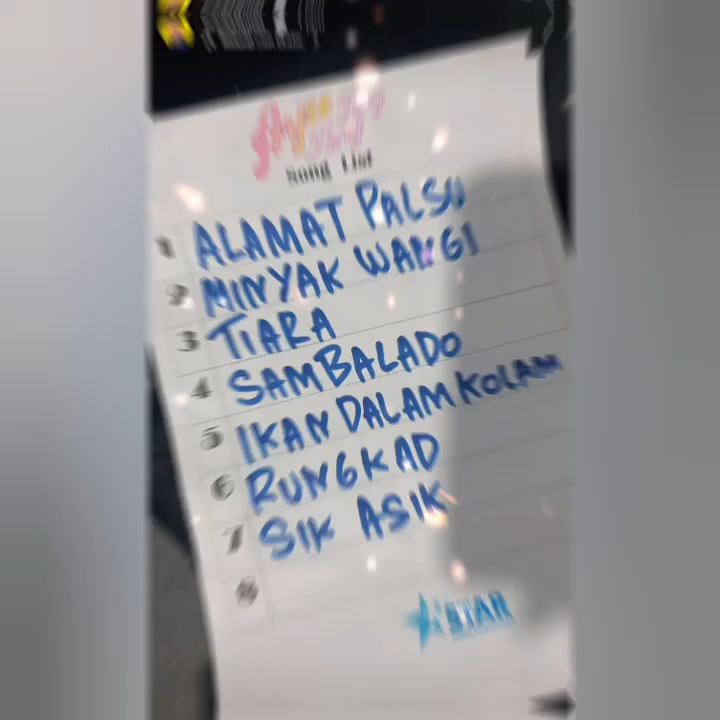 Song List
1 ALAMAT PALSU
2 MINYAK WANGI
3 TIARA
4 SAMBALADO
5 IKAN DALAM KOLAM
6 RUNGKAD
7 SIK ASIK
8
STAR